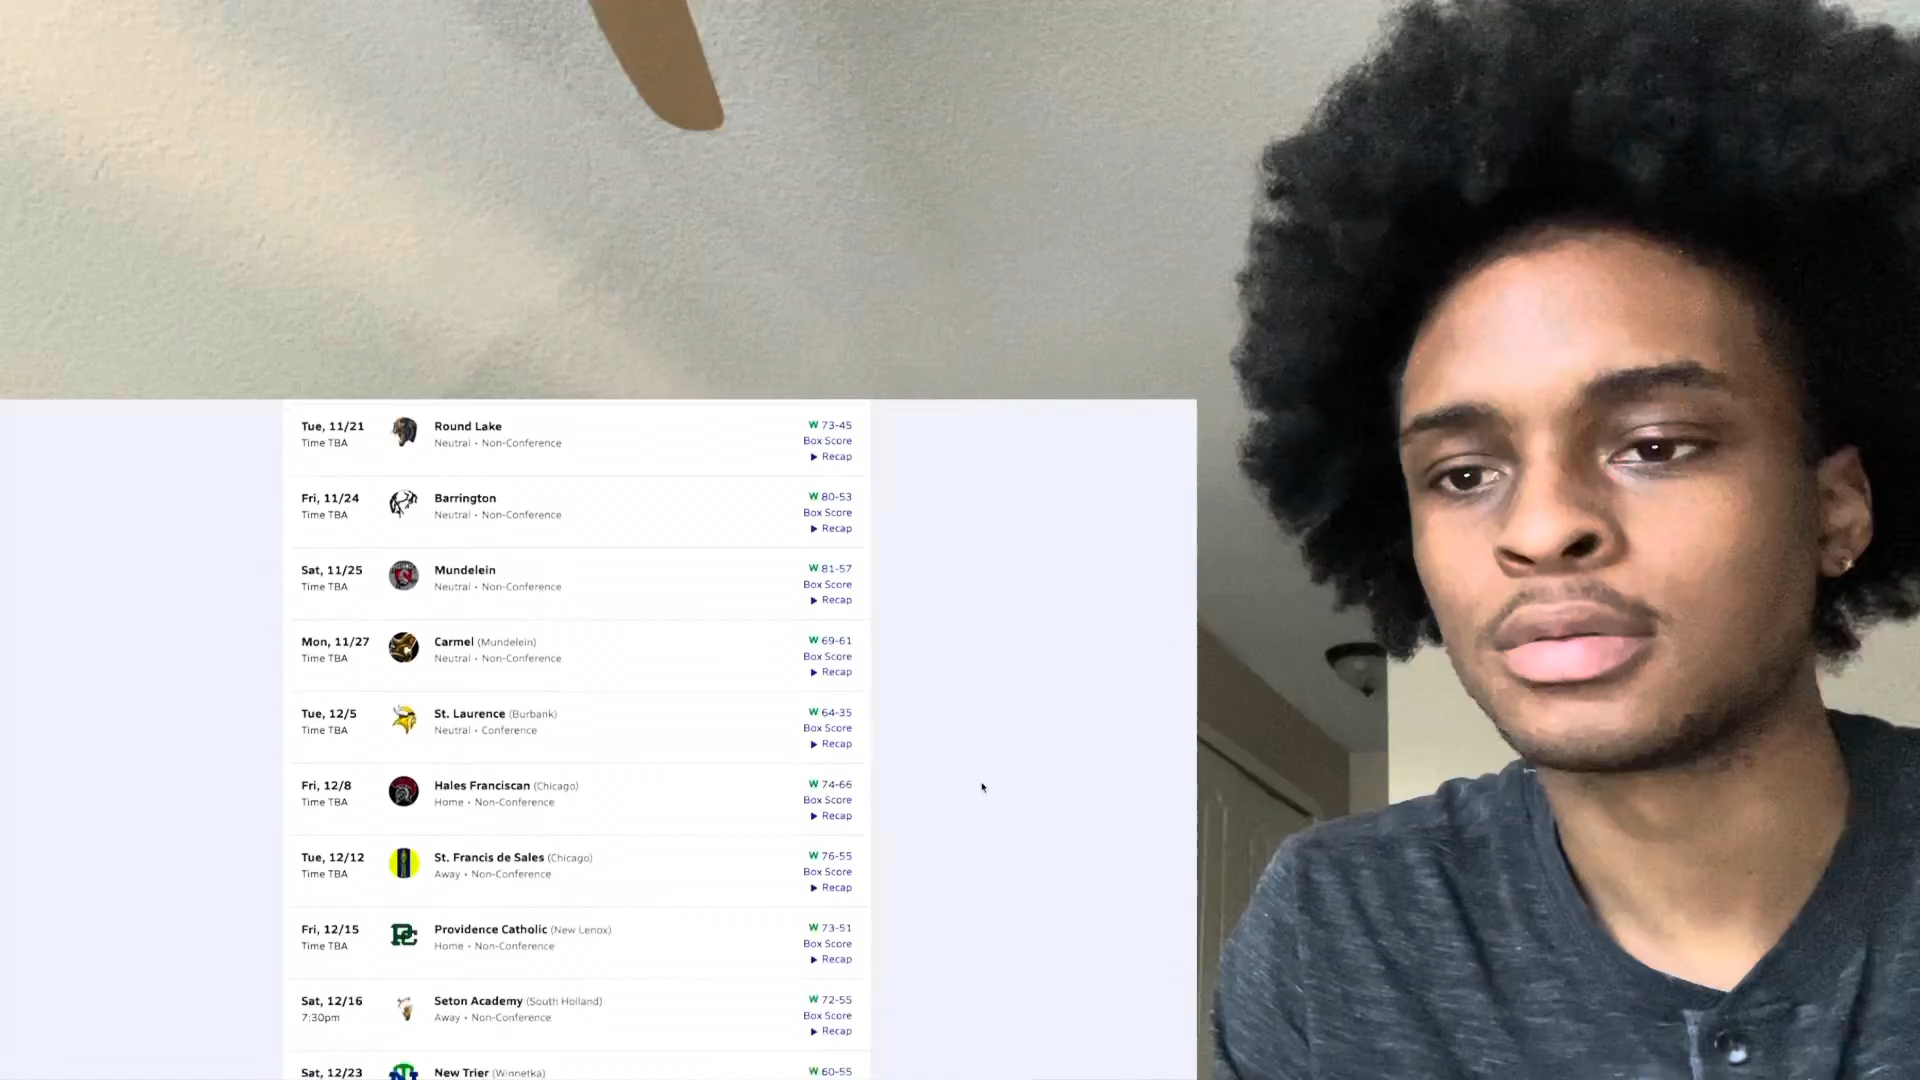 Tue, 11/21
Time TBA
Round Lake
Neutral • Non-Conference
W 73-45
Box Score
▶ Recap
Fri, 11/24
Time TBA
Barrington
Neutral • Non-Conference
W 80-53
Box Score
▶ Recap
Sat, 11/25
Time TBA
Mundelein
Neutral • Non-Conference
W 81-57
Box Score
▶ Recap
Mon, 11/27
Time TBA
Carmel (Mundelein)
Neutral • Non-Conference
W 69-61
Box Score
▶ Recap
Tue, 12/5
Time TBA
St. Laurence (Burbank)
Neutral • Conference
W 64-35
Box Score
▶ Recap
Fri, 12/8
Time TBA
Hales Franciscan (Chicago)
Home • Non-Conference
W 74-66
Box Score
▶ Recap
Tue, 12/12
Time TBA
St. Francis de Sales (Chicago)
Away • Non-Conference
W 76-55
Box Score
▶ Recap
Fri, 12/15
Time TBA
PC
Providence Catholic (New Lenox)
Home • Non-Conference
W 73-51
Box Score
▶ Recap
Sat, 12/16
7:30pm
Seton Academy (South Holland)
Away • Non-Conference
W 72-55
Box Score
▶ Recap
Sat, 12/23
New Trier (Winnetka)
W 60-55